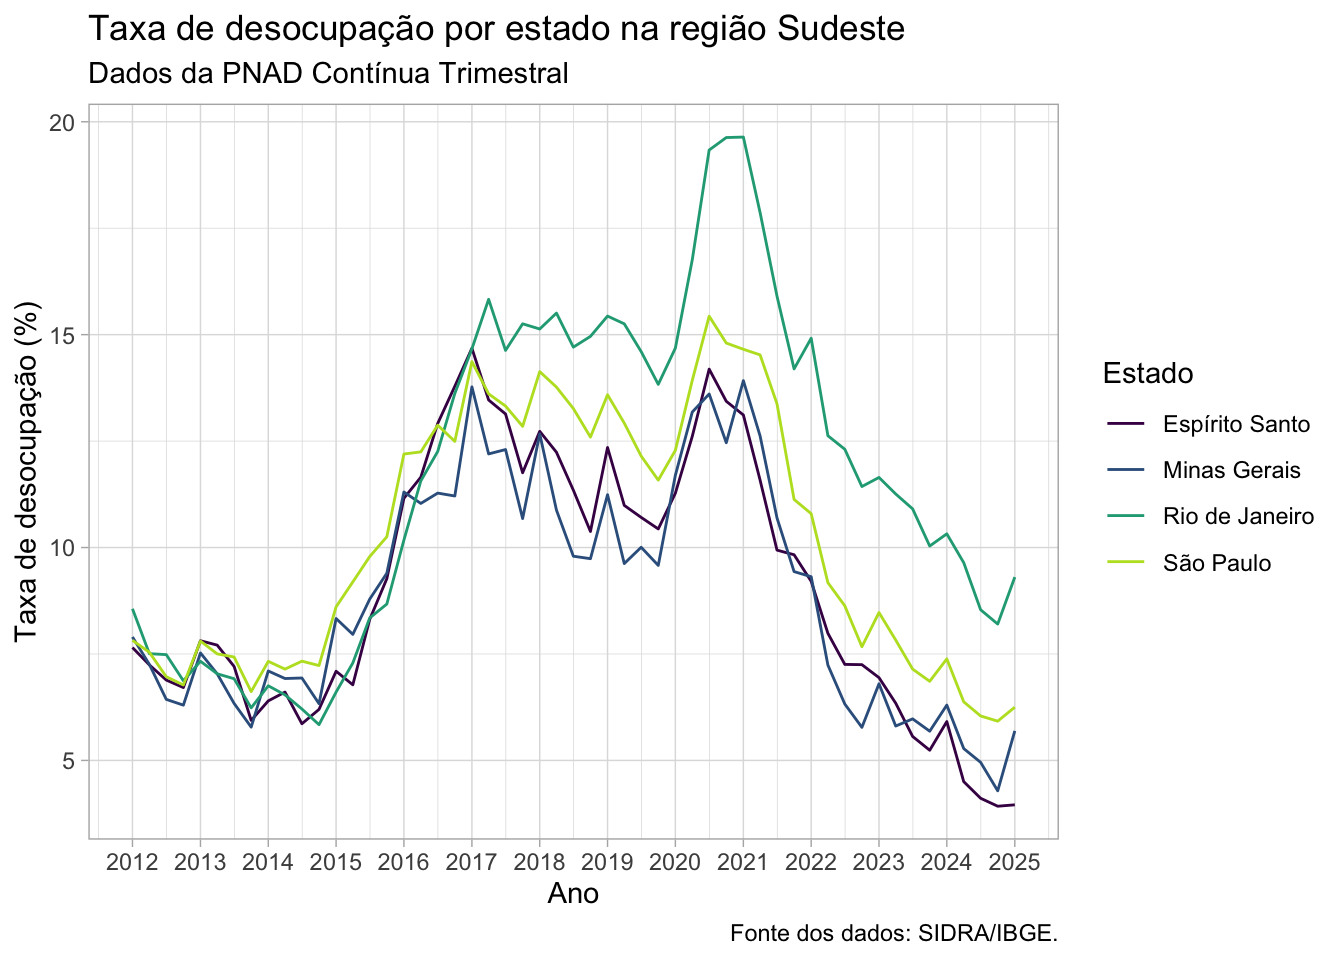 Taxa de desocupação por estado na região Sudeste
Dados da PNAD Contínua Trimestral
Taxa de desocupação (%)
20
15
10
5
2012 2013 2014 2015 2016 2017 2018 2019 2020 2021 2022 2023 2024 2025
Ano
Estado
Espírito Santo
Minas Gerais
Rio de Janeiro
São Paulo
Fonte dos dados: SIDRA/IBGE.